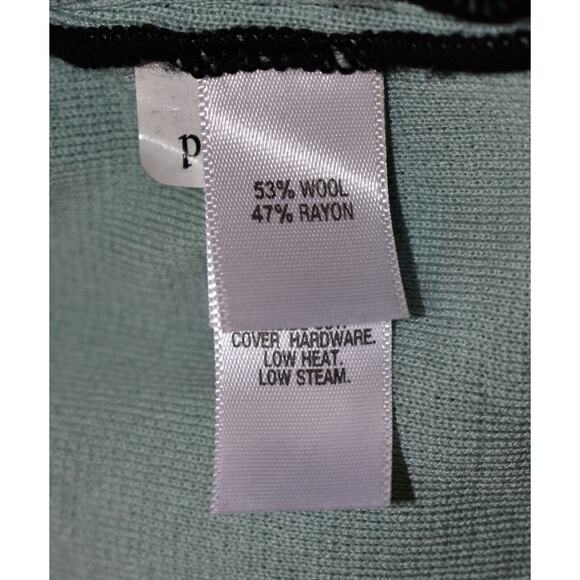 p
53% WOOL
47% RAYON
COVER HARDWARE.
LOW HEAT.
LOW STEAM.